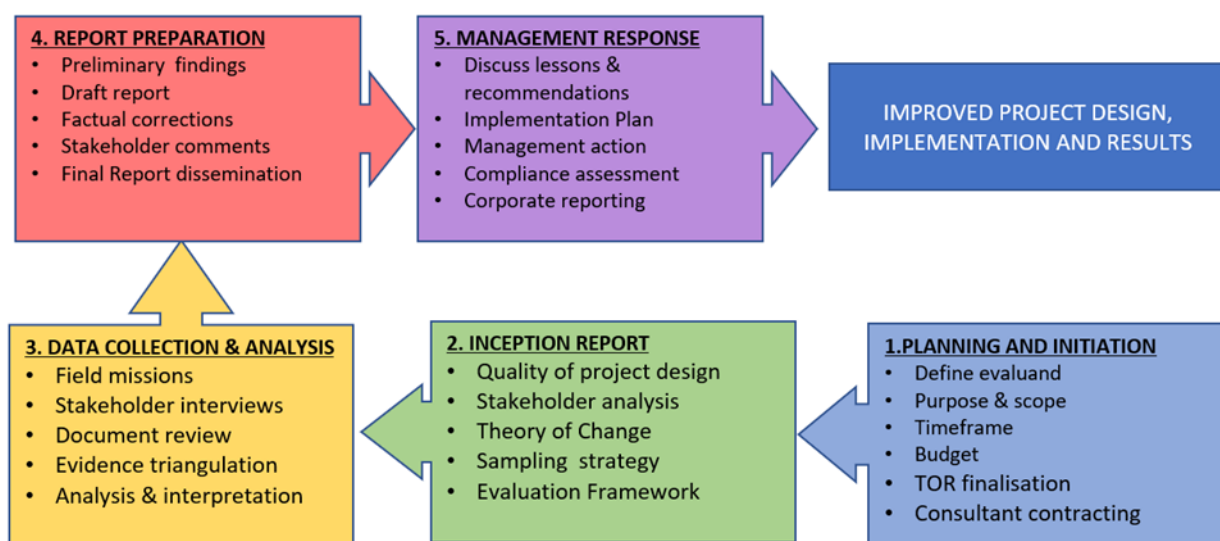 4. REPORT PREPARATION
• Preliminary findings
• Draft report
• Factual corrections
• Stakeholder comments
• Final Report dissemination
5. MANAGEMENT RESPONSE
• Discuss lessons &
recommendations
• Implementation Plan
• Management action
• Compliance assessment
• Corporate reporting
IMPROVED PROJECT DESIGN,
IMPLEMENTATION AND RESULTS
3. DATA COLLECTION & ANALYSIS
• Field missions
• Stakeholder interviews
• Document review
• Evidence triangulation
• Analysis & interpretation
2. INCEPTION REPORT
• Quality of project design
• Stakeholder analysis
• Theory of Change
• Sampling strategy
• Evaluation Framework
1.PLANNING AND INITIATION
• Define evaluand
• Purpose & scope
• Timeframe
• Budget
• TOR finalisation
• Consultant contracting